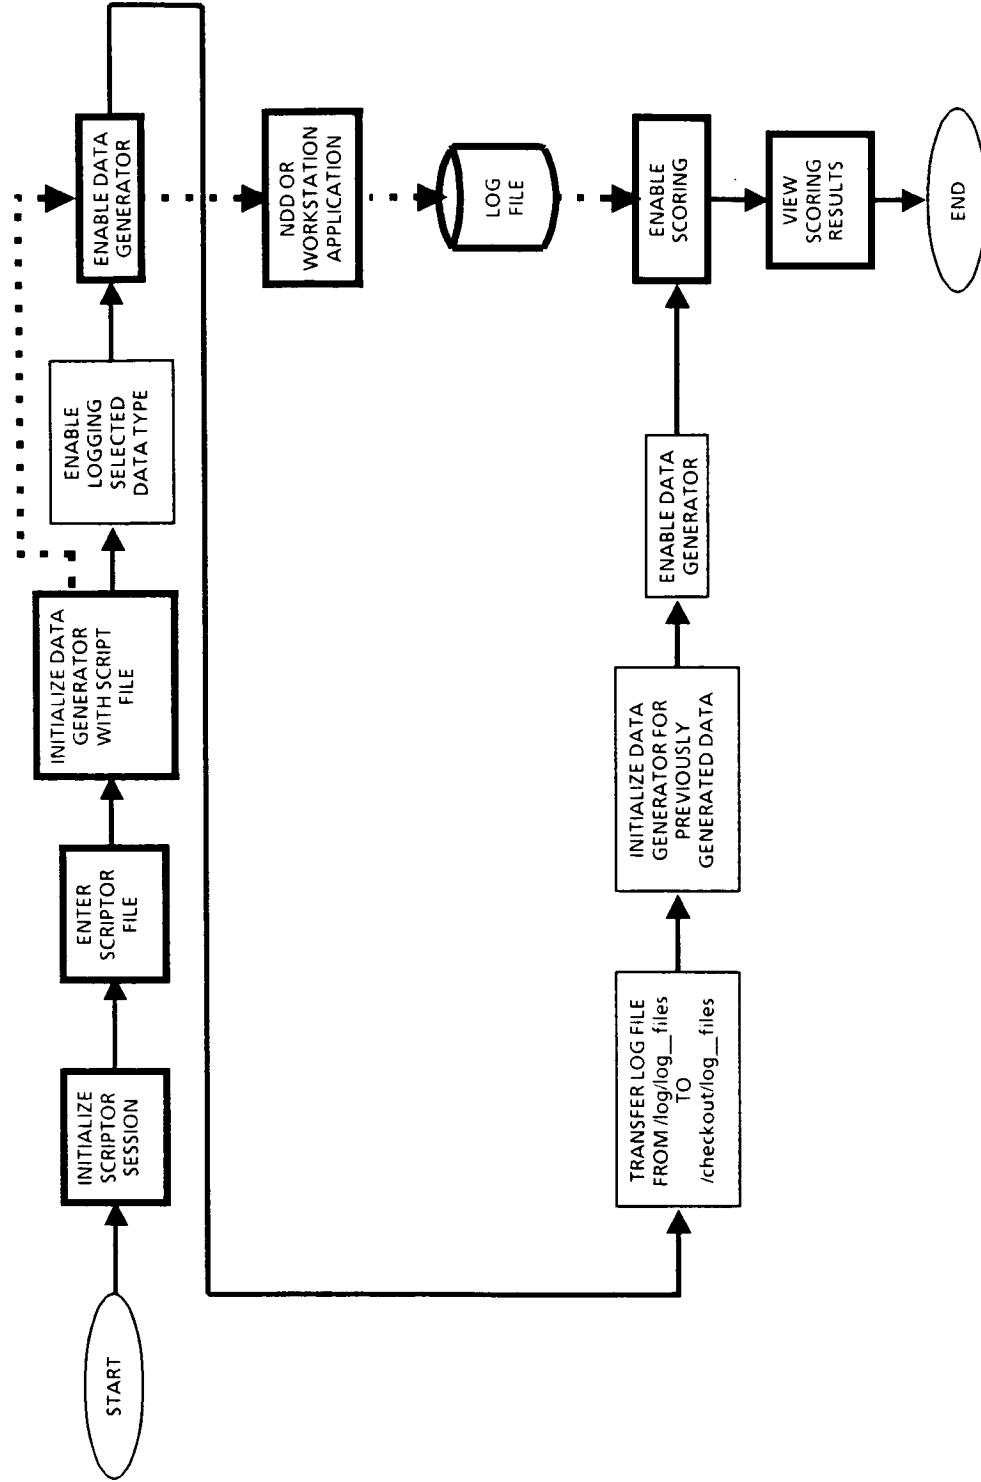 START
INITIALIZE
SCRIPTOR
SESSION
ENTER
SCRIPTOR
FILE
INITIALIZE DATA
GENERATOR
WITH SCRIPT
FILE
ENABLE
LOGGING
SELECTED
DATA TYPE
ENABLE DATA
GENERATOR
NDD OR
WORKSTATION
APPLICATION
LOG
FILE
TRANSFER LOG FILE
FROM /log/log__files
TO
/checkout/log__files
INITIALIZE DATA
GENERATOR FOR
PREVIOUSLY
GENERATED DATA
ENABLE DATA
GENERATOR
ENABLE
SCORING
VIEW
SCORING
RESULTS
END